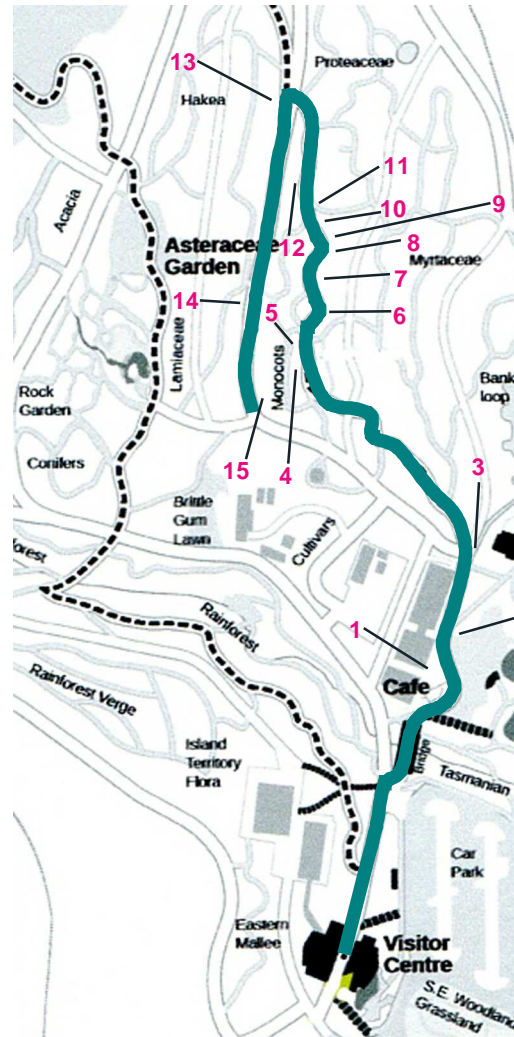 13
Proteaceae
Hakea
11
Acacia
10
9
Asteraceae
Garden
12
8
Myrtaceae
7
14
5
6
Lamiaceae
Monocots
Rock
Garden
Bank
loop
Conifers
15
4
3
Brittle
Gum
Lawn
Cultivars
Rainforest
1
Rainforest Verge
Cafe
Island
Territory
Flora
Bridge
Tasmanian
Car
Park
Eastern
Mallee
Visitor
Centre
S.E. Woodland
Grassland